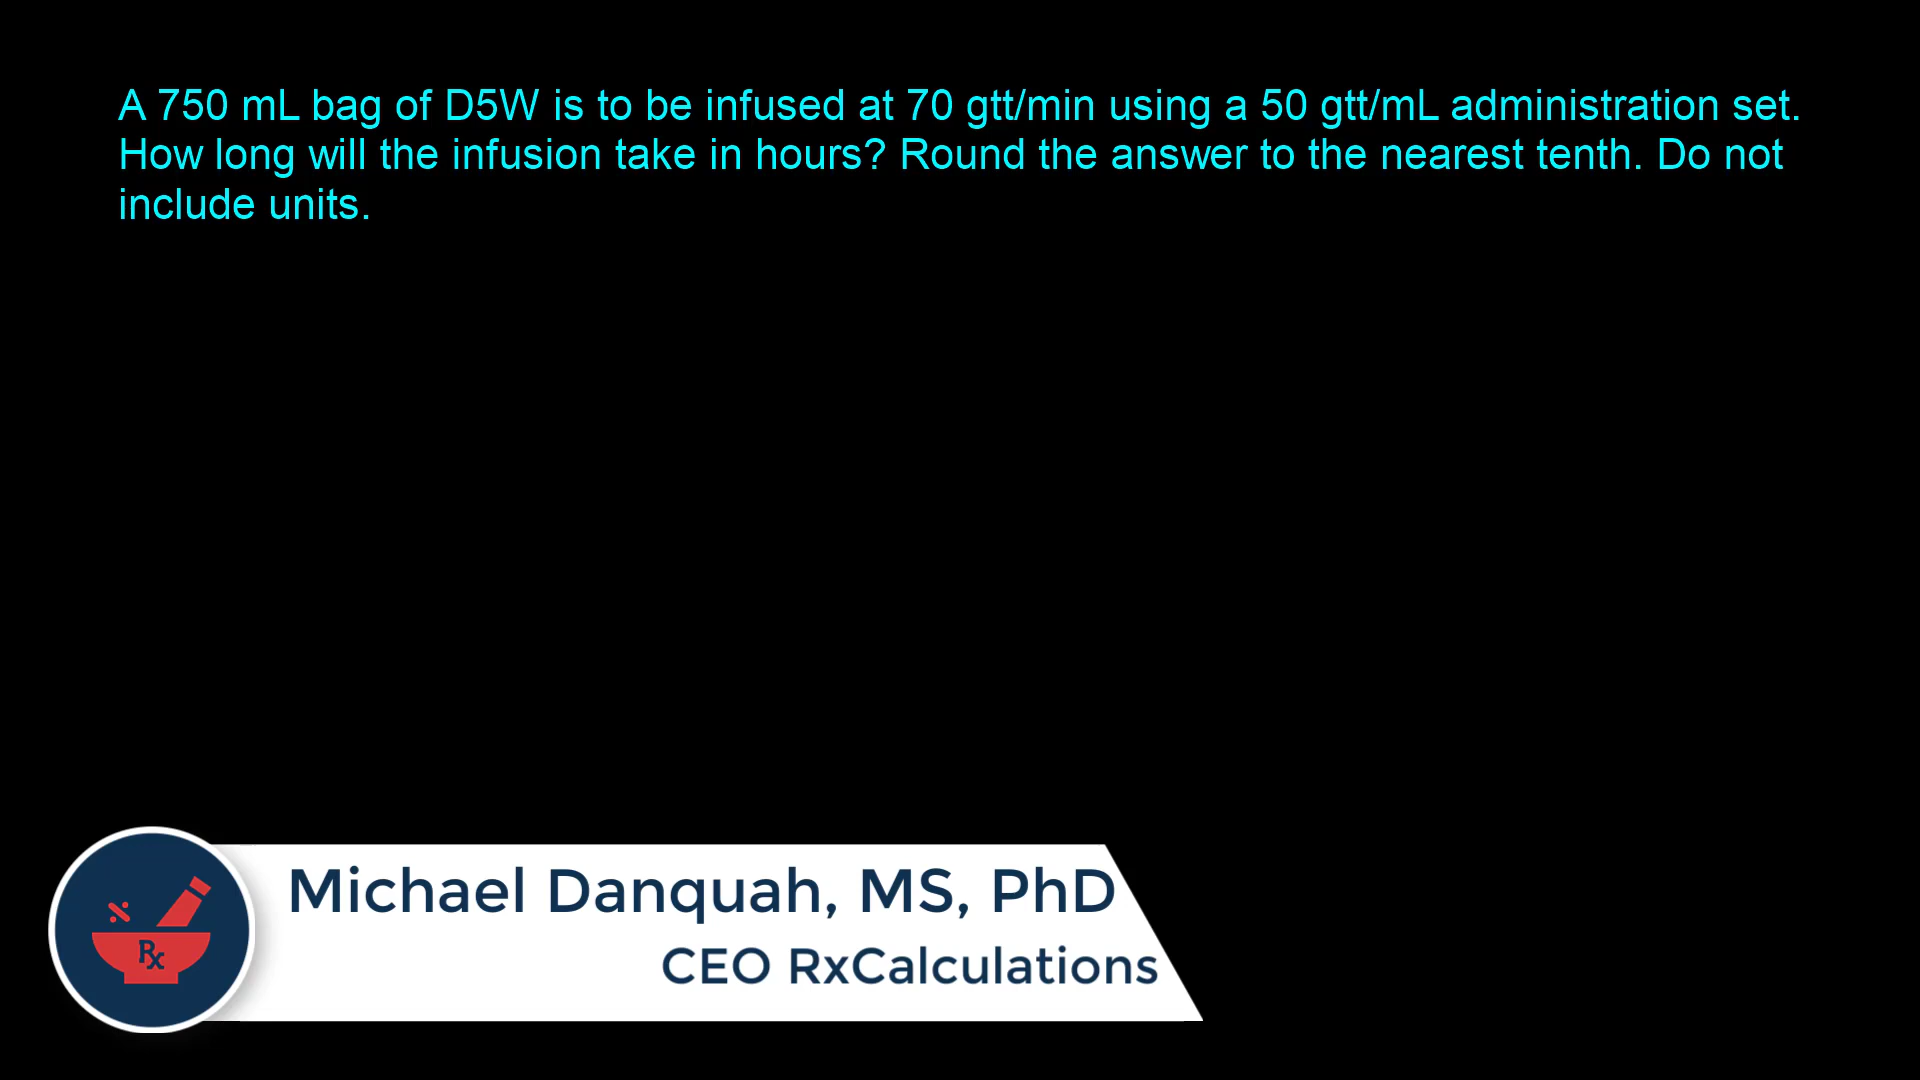 A 750 mL bag of D5W is to be infused at 70 gtt/min using a 50 gtt/mL administration set.
How long will the infusion take in hours? Round the answer to the nearest tenth. Do not
include units.
Rx
Michael Danquah, MS, PhD
CEO RxCalculations